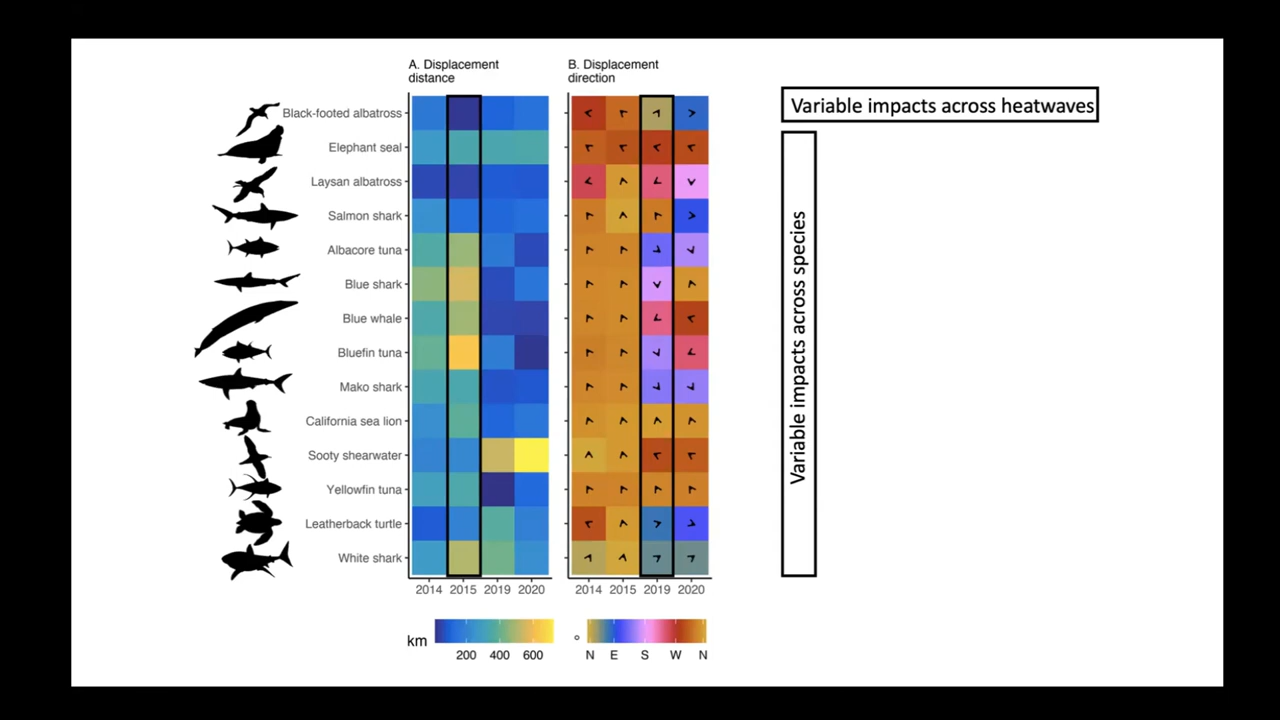 A. Displacement
distance
B. Displacement
direction
Variable impacts across heatwaves
Variable impacts across species
Black-footed albatross
Elephant seal
Laysan albatross
Salmon shark
Albacore tuna
Blue shark
Blue whale
Bluefin tuna
Mako shark
California sea lion
Sooty shearwater
Yellowfin tuna
Leatherback turtle
White shark
2014 2015 2019 2020
2014 2015 2019 2020
km
200 400 600
°
N E S W N